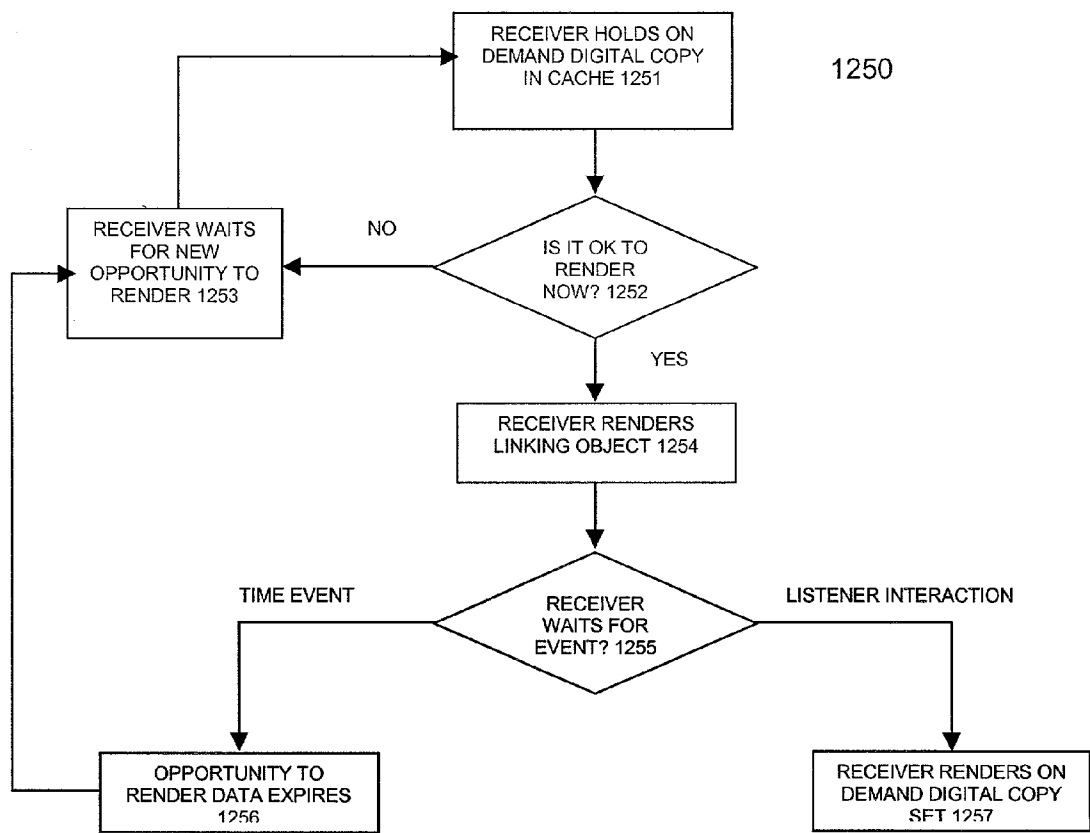 RECEIVER HOLDS ON
DEMAND DIGITAL COPY
IN CACHE 1251
1250
RECEIVER WAITS
FOR NEW
OPPORTUNITY TO
RENDER 1253
NO
IS IT OK TO
RENDER
NOW? 1252
YES
RECEIVER RENDERS
LINKING OBJECT 1254
TIME EVENT
RECEIVER
WAITS FOR
EVENT? 1255
LISTENER INTERACTION
OPPORTUNITY TO
RENDER DATA EXPIRES
1256
RECEIVER RENDERS ON
DEMAND DIGITAL COPY
SET 1257